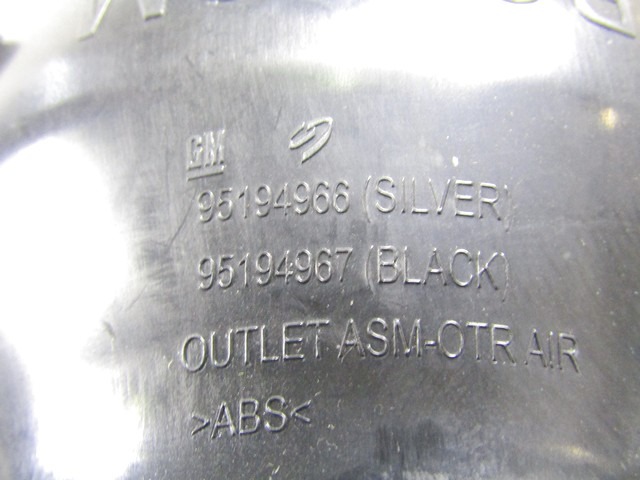 GM
95194966 (SILVER)
95194967 (BLACK)
OUTLET ASM-OTR AIR
>ABS<